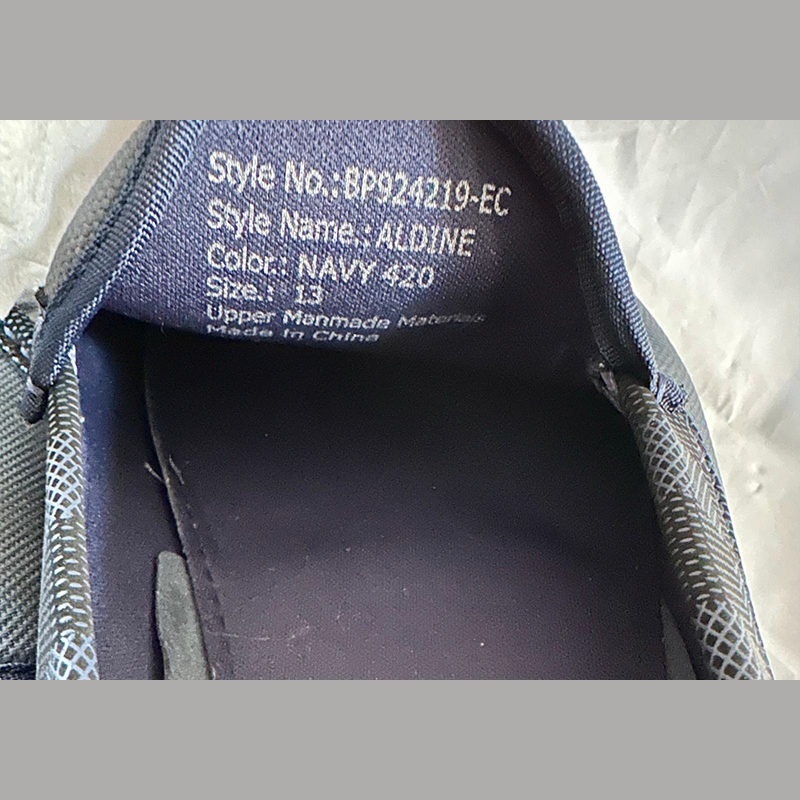 Style No.:BP924219-EC
Style Name.: ALDINE
Color.: NAVY 420
Size.: 13
Upper Manmade Materials
Made in China